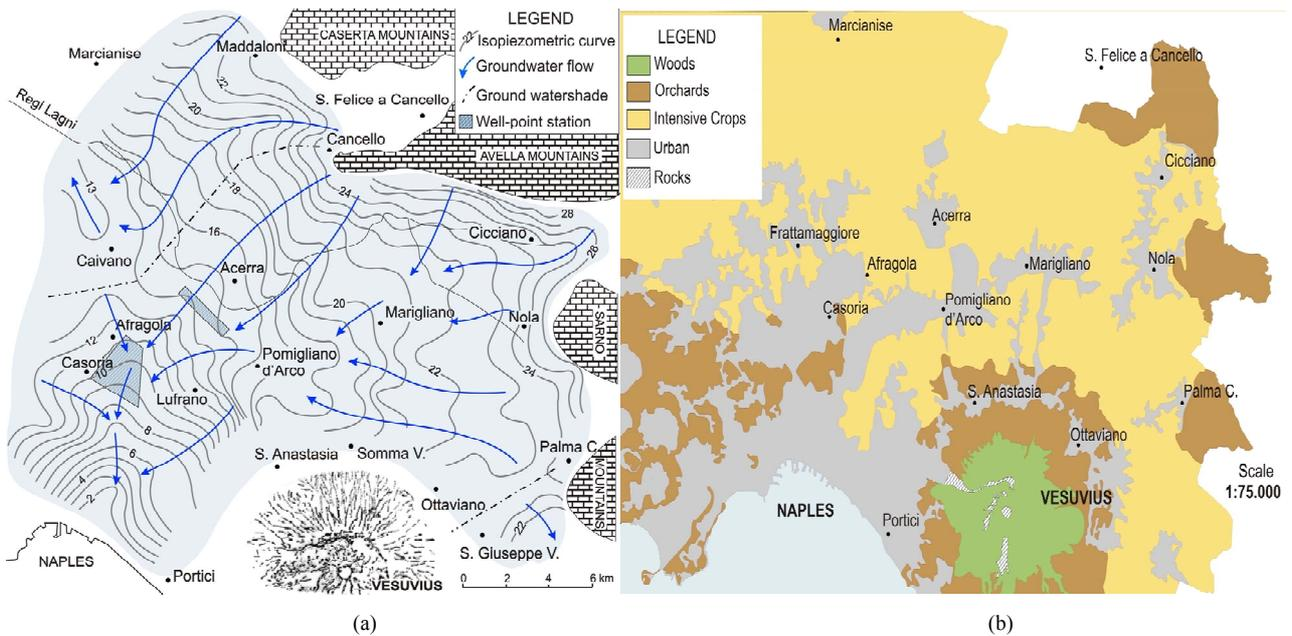 LEGEND
22
Isopiezometric curve
Groundwater flow
Ground watershade
Well-point station
CASERTA MOUNTAINS
Marcianise
Maddaloni
22
20
Regi Lagni
S. Felice a Cancello
Cancello
AVELLA MOUNTAINS
13
18
24
28
16
Cicciano
28
Caivano
Acerra
20
Marigliano
Nola
SARNO
Afragola
12
Casoria
10
Pomigliano
d'Arco
22
24
Lufrano
8
6
4
2
S. Anastasia
Somma V.
Palma C.
MOUNTAINS
Ottaviano
22
S. Giuseppe V.
NAPLES
Portici
VESUVIUS
0 2 4 6 km
(a)
LEGEND
Woods
Orchards
Intensive Crops
Urban
Rocks
Marcianise
S. Felice a Cancello
Cicciano
Acerra
Frattamaggiore
Afragola
Marigliano
Nola
Casoria
Pomigliano
d'Arco
S. Anastasia
Palma C.
Ottaviano
Scale
1:75.000
VESUVIUS
NAPLES
Portici
(b)